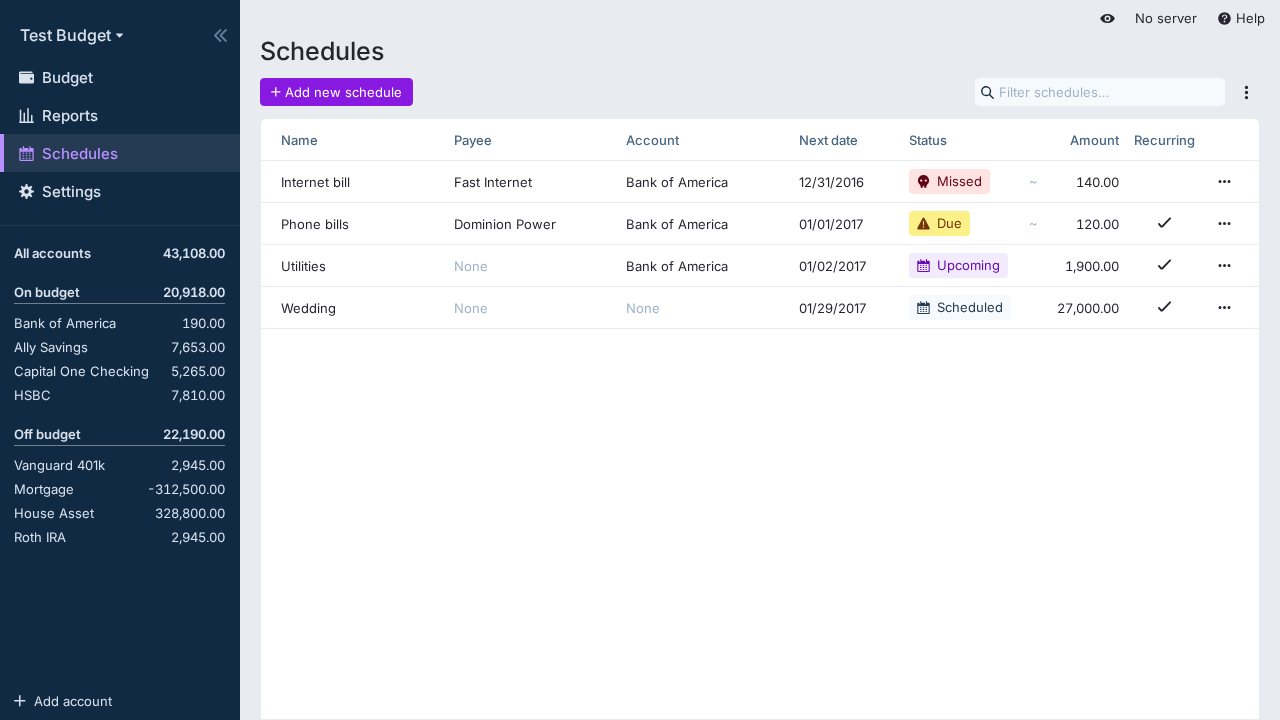 Test Budget
Budget
Reports
Schedules
Settings
All accounts 43,108.00
On budget 20,918.00
Bank of America 190.00
Ally Savings 7,653.00
Capital One Checking 5,265.00
HSBC 7,810.00
Off budget 22,190.00
Vanguard 401k 2,945.00
Mortgage -312,500.00
House Asset 328,800.00
Roth IRA 2,945.00
Add account
No server Help
Schedules
Add new schedule
Filter schedules...
Name Payee Account Next date Status Amount Recurring
Internet bill Fast Internet Bank of America 12/31/2016 Missed ~ 140.00
Phone bills Dominion Power Bank of America 01/01/2017 Due ~ 120.00
Utilities None Bank of America 01/02/2017 Upcoming 1,900.00
Wedding None None 01/29/2017 Scheduled 27,000.00